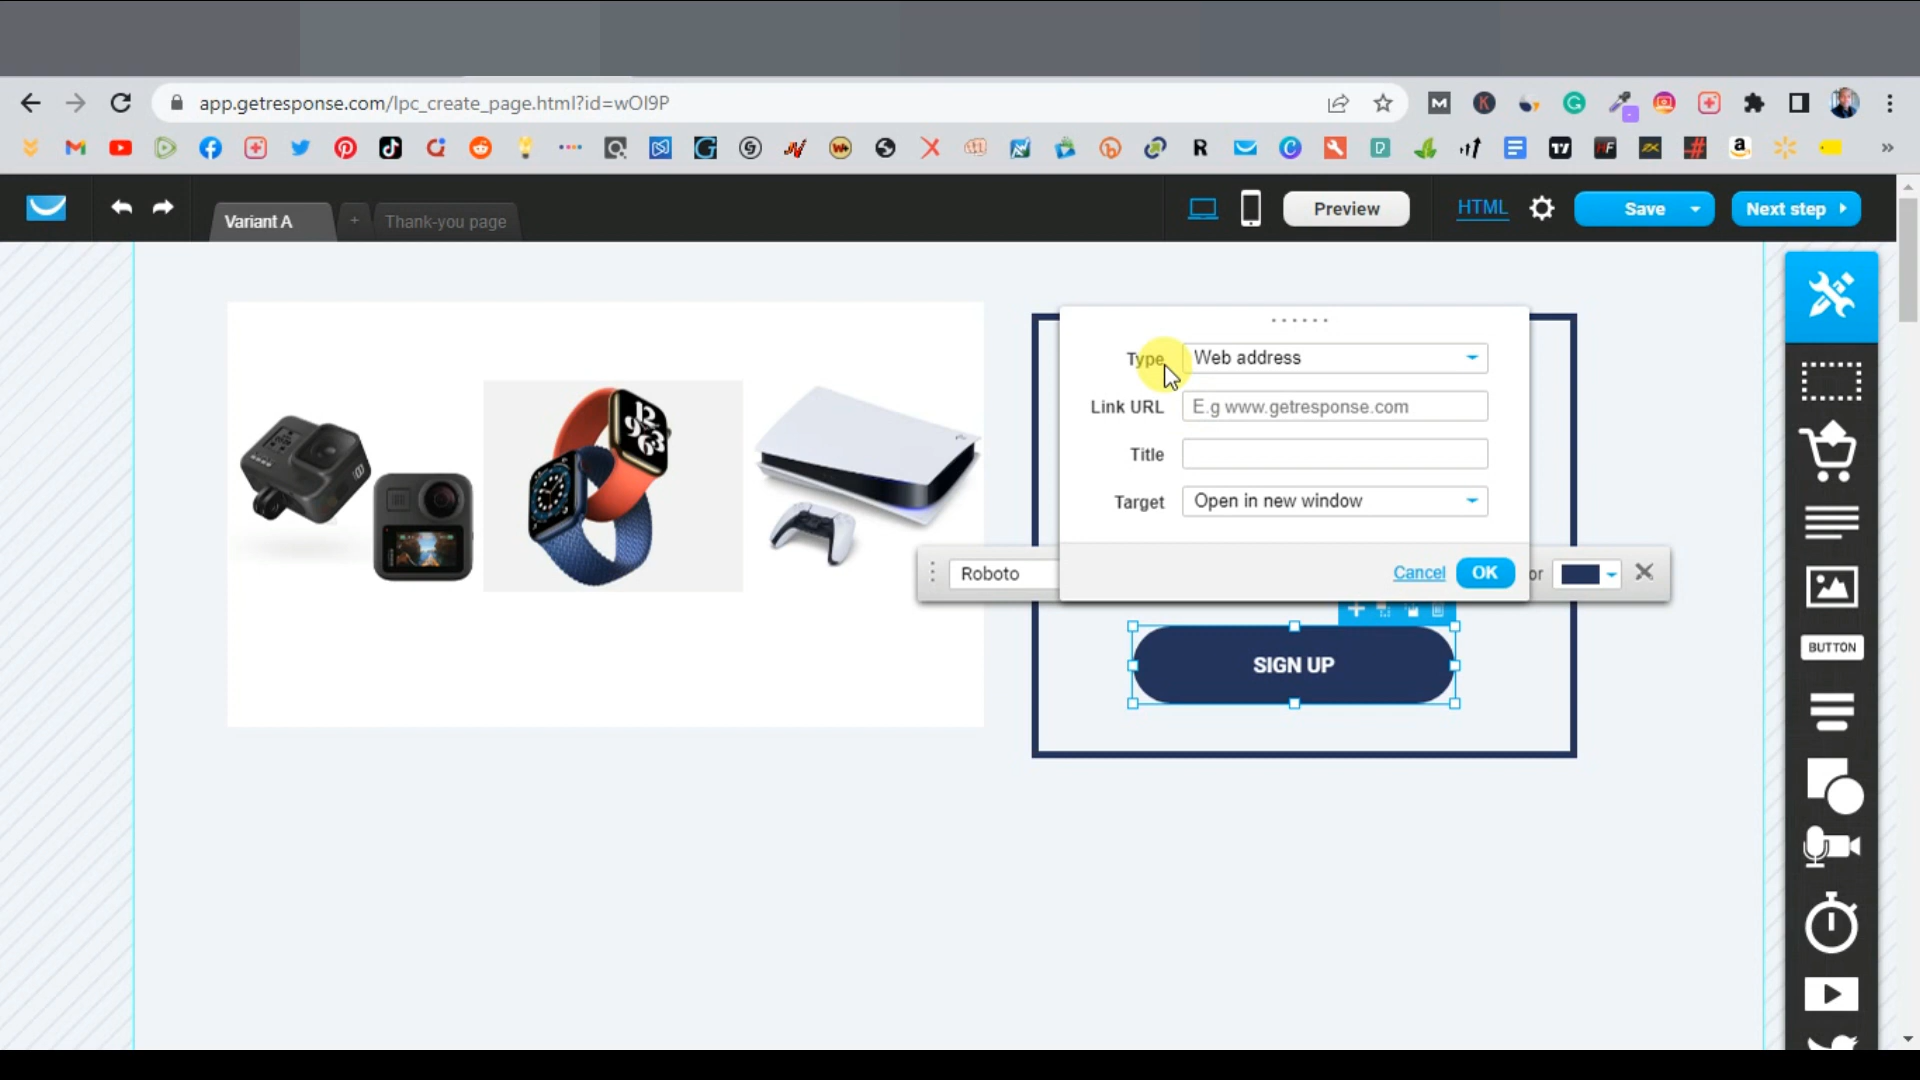 app.getresponse.com/lpc_create_page.html?id=wOl9P
Variant A
+
Thank-you page
Preview
HTML
Save
Next step
Type
Web address
Link URL
E.g www.getresponse.com
Title
Target
Open in new window
Cancel
OK
Roboto
or
SIGN UP
BUTTON